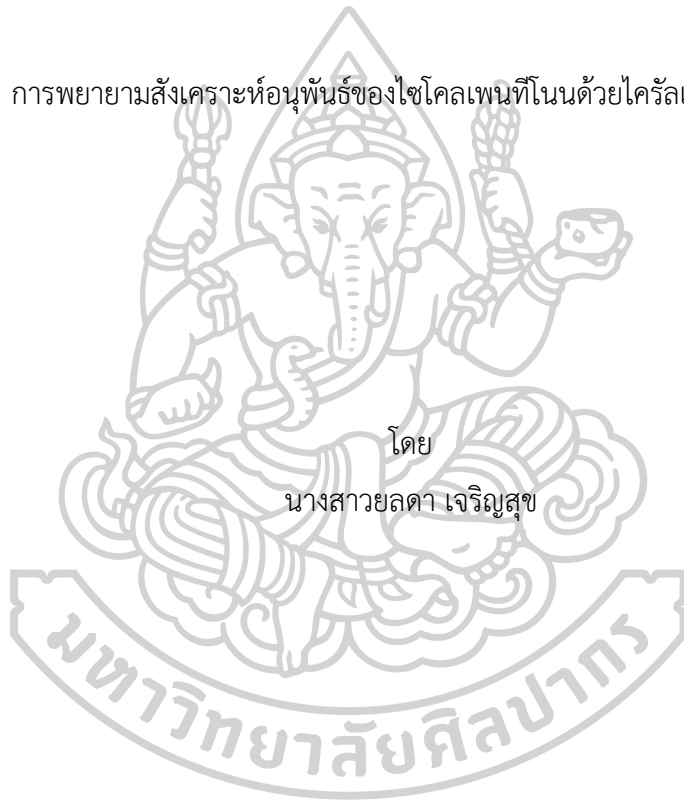 การพยายามสังเคราะห์อนุพันธ์ของไซโคลเพนทีโนนด้วยไครัล
โดย
นางสาวยลดา เจริญสุข
มหาวิทยาลัยศิลปากร